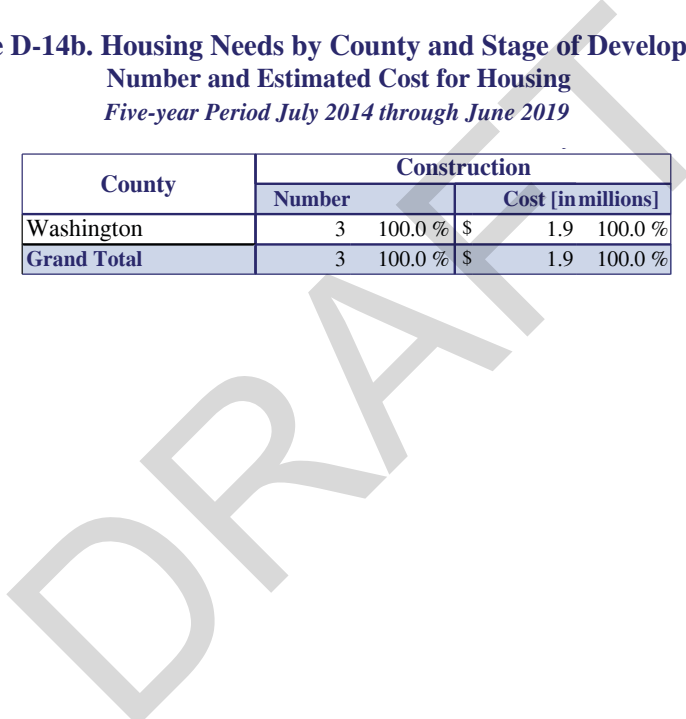 e D-14b. Housing Needs by County and Stage of Develop
Number and Estimated Cost for Housing
Five-year Period July 2014 through June 2019
County Construction
Number Cost [in millions]
Washington 3 100.0 % $ 1.9 100.0 %
Grand Total 3 100.0 % $ 1.9 100.0 %
DRAFT